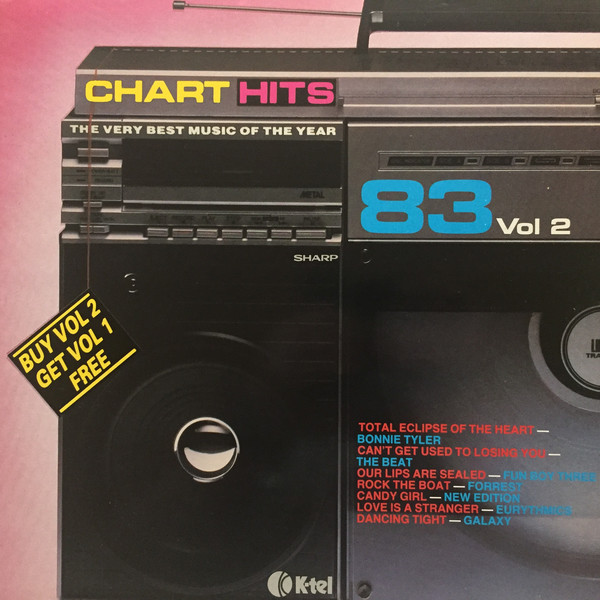 CHART HITS
THE VERY BEST MUSIC OF THE YEAR
METAL
83 Vol 2
SHARP
BUY VOL 2
GET VOL 1
FREE
TOTAL ECLIPSE OF THE HEART —
BONNIE TYLER
CAN'T GET USED TO LOSING YOU —
THE BEAT
OUR LIPS ARE SEALED — FUN BOY THREE
ROCK THE BOAT — FORREST
CANDY GIRL — NEW EDITION
LOVE IS A STRANGER — EURYTHMICS
DANCING TIGHT — GALAXY
K-tel